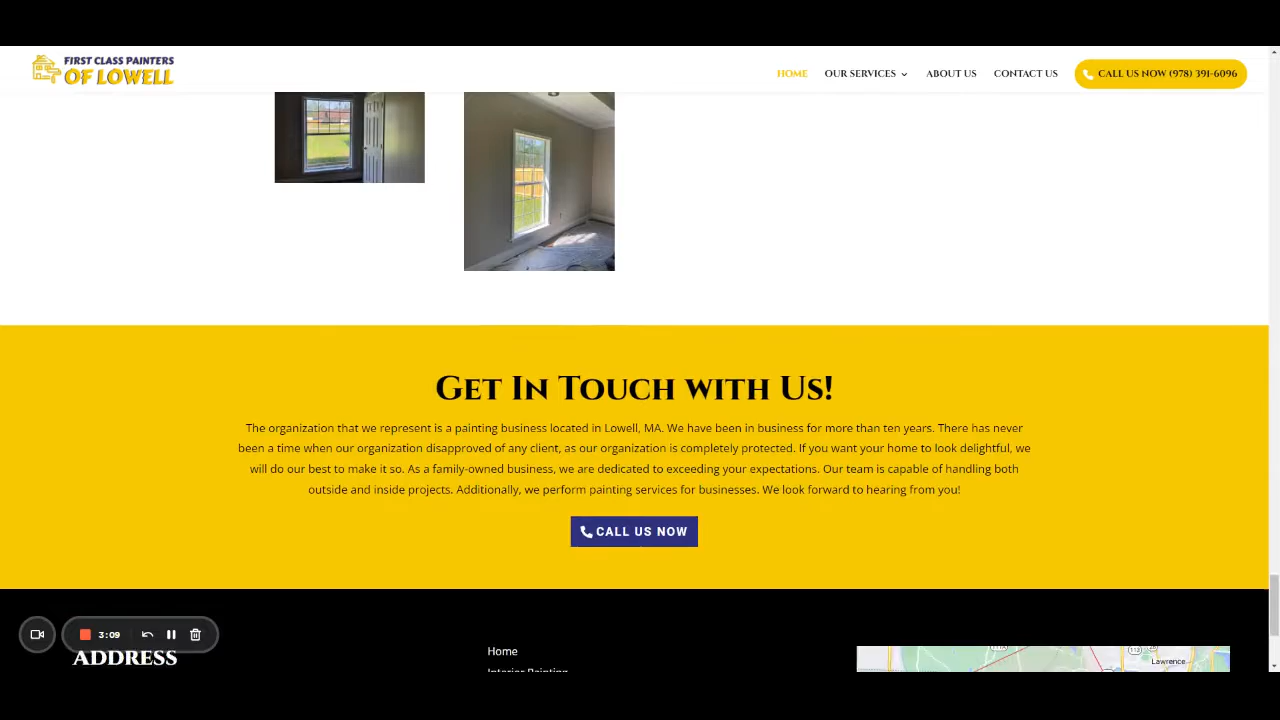 FIRST CLASS PAINTERS
OF LOWELL
HOME OUR SERVICES ABOUT US CONTACT US CALL US NOW (978) 391-6096
Get In Touch with Us!
The organization that we represent is a painting business located in Lowell, MA. We have been in business for more than ten years. There has never
been a time when our organization disapproved of any client, as our organization is completely protected. If you want your home to look delightful, we
will do our best to make it so. As a family-owned business, we are dedicated to exceeding your expectations. Our team is capable of handling both
outside and inside projects. Additionally, we perform painting services for businesses. We look forward to hearing from you!
CALL US NOW
3:09
ADDRESS
Home
Interior Painting
Lawrence